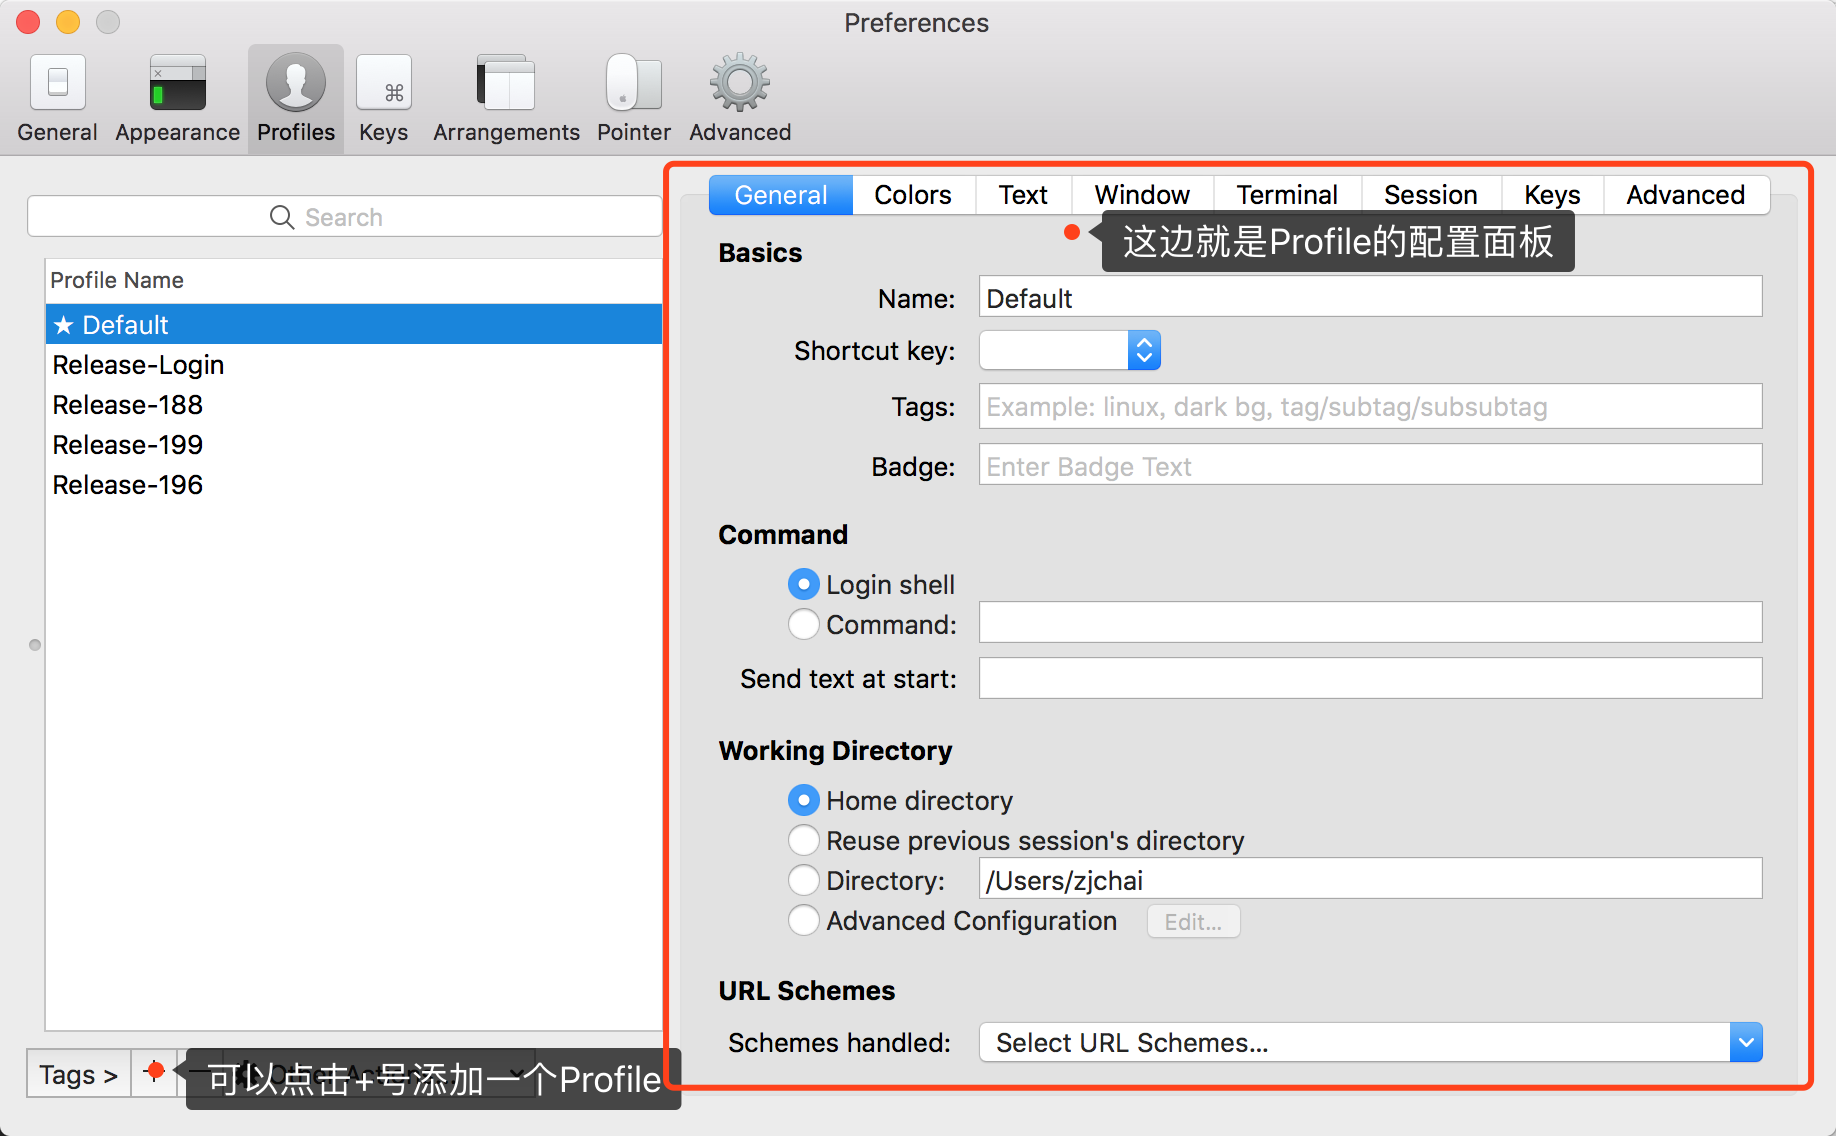 Preferences
General Appearance Profiles Keys Arrangements Pointer Advanced
Search
Profile Name
★ Default
Release-Login
Release-188
Release-199
Release-196
Tags >
可以点击+号添加一个Profile
General Colors Text Window Terminal Session Keys Advanced
这边就是Profile的配置面板
Basics
Name: Default
Shortcut key:
Tags: Example: linux, dark bg, tag/subtag/subsubtag
Badge: Enter Badge Text
Command
Login shell
Command:
Send text at start:
Working Directory
Home directory
Reuse previous session's directory
Directory: /Users/zjchai
Advanced Configuration Edit...
URL Schemes
Schemes handled: Select URL Schemes...